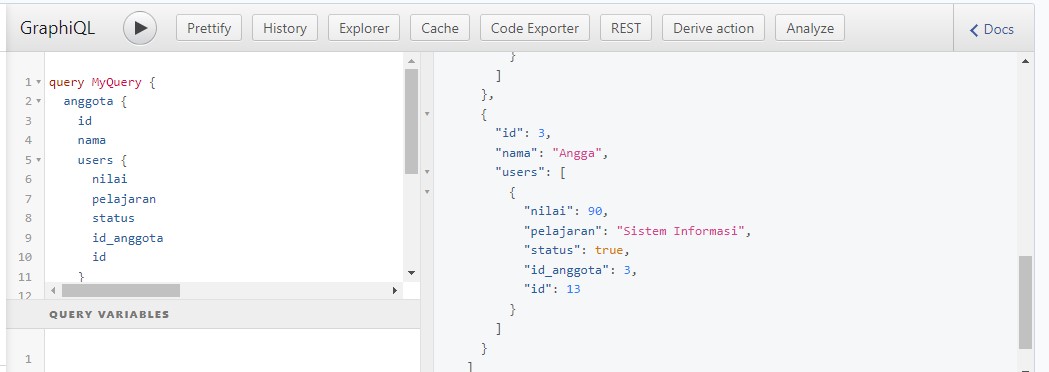 GraphiQL Prettify History Explorer Cache Code Exporter REST Derive action Analyze Docs
1 query MyQuery {
2 anggota {
3 id
4 nama
5 users {
6 nilai
7 pelajaran
8 status
9 id_anggota
10 id
11 }
12
QUERY VARIABLES
1
}
]
},
{
"id": 3,
"nama": "Angga",
"users": [
{
"nilai": 90,
"pelajaran": "Sistem Informasi",
"status": true,
"id_anggota": 3,
"id": 13
}
]
}
]